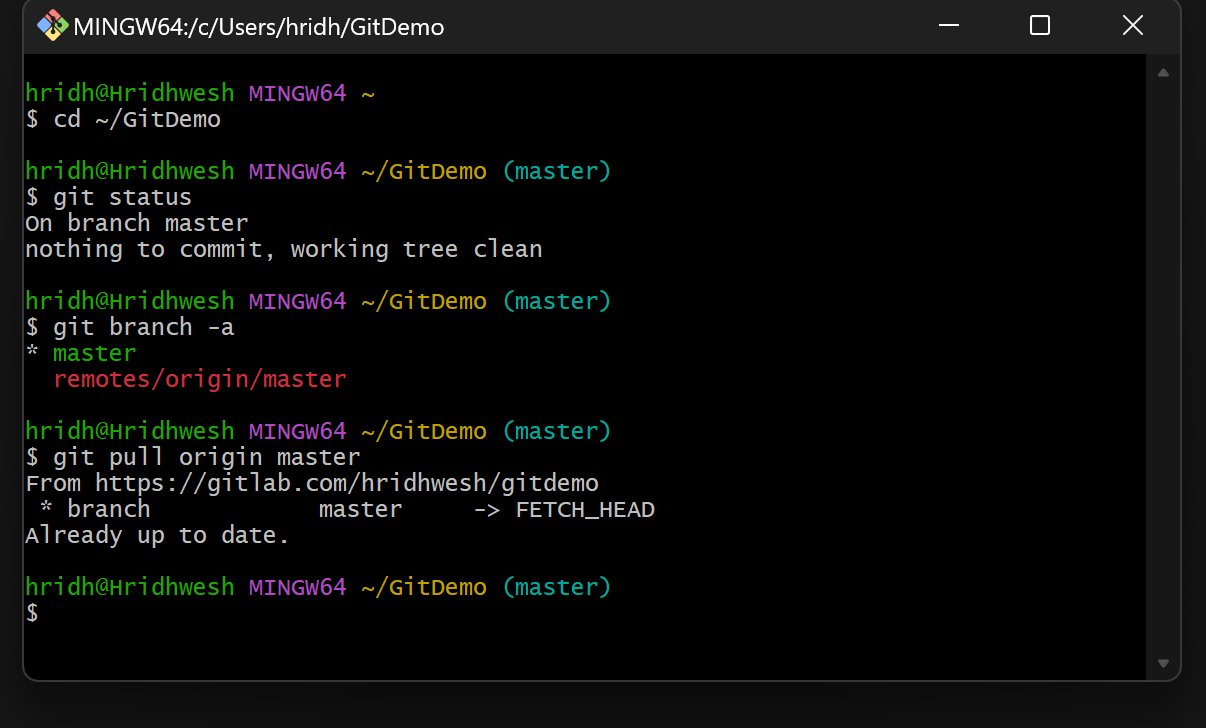 MINGW64:/c/Users/hridh/GitDemo
hridh@Hridhwesh MINGW64 ~
$ cd ~/GitDemo
hridh@Hridhwesh MINGW64 ~/GitDemo (master)
$ git status
On branch master
nothing to commit, working tree clean
hridh@Hridhwesh MINGW64 ~/GitDemo (master)
$ git branch -a
* master
  remotes/origin/master
hridh@Hridhwesh MINGW64 ~/GitDemo (master)
$ git pull origin master
From https://gitlab.com/hridhwesh/gitdemo
 * branch            master     -> FETCH_HEAD
Already up to date.
hridh@Hridhwesh MINGW64 ~/GitDemo (master)
$